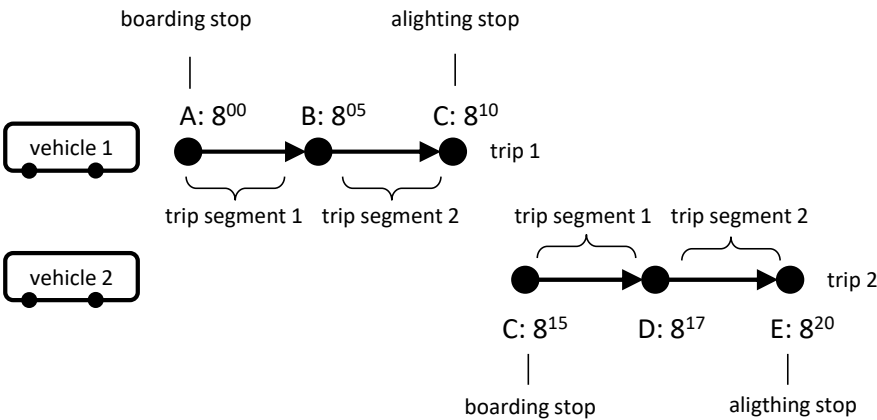 boarding stop
alighting stop
A: 8⁰⁰
B: 8⁰⁵
C: 8¹⁰
vehicle 1
trip 1
trip segment 1
trip segment 2
trip segment 1
trip segment 2
vehicle 2
trip 2
C: 8¹⁵
D: 8¹⁷
E: 8²⁰
boarding stop
aligthing stop